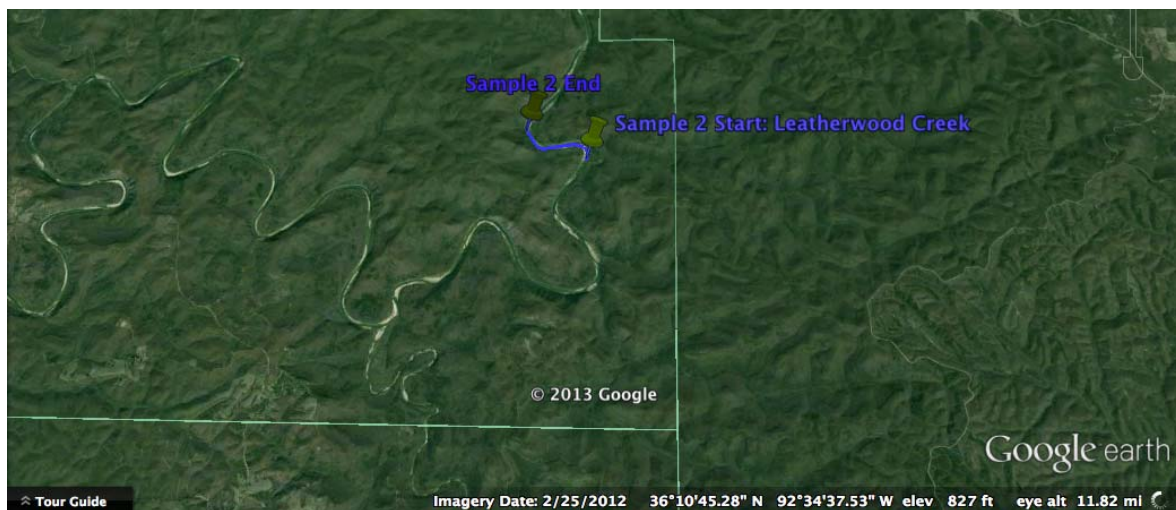 Sample 2 End
Sample 2 Start: Leatherwood Creek
© 2013 Google
Google earth
Tour Guide
Imagery Date: 2/25/2012 36°10'45.28" N 92°34'37.53" W elev 827 ft eye alt 11.82 mi